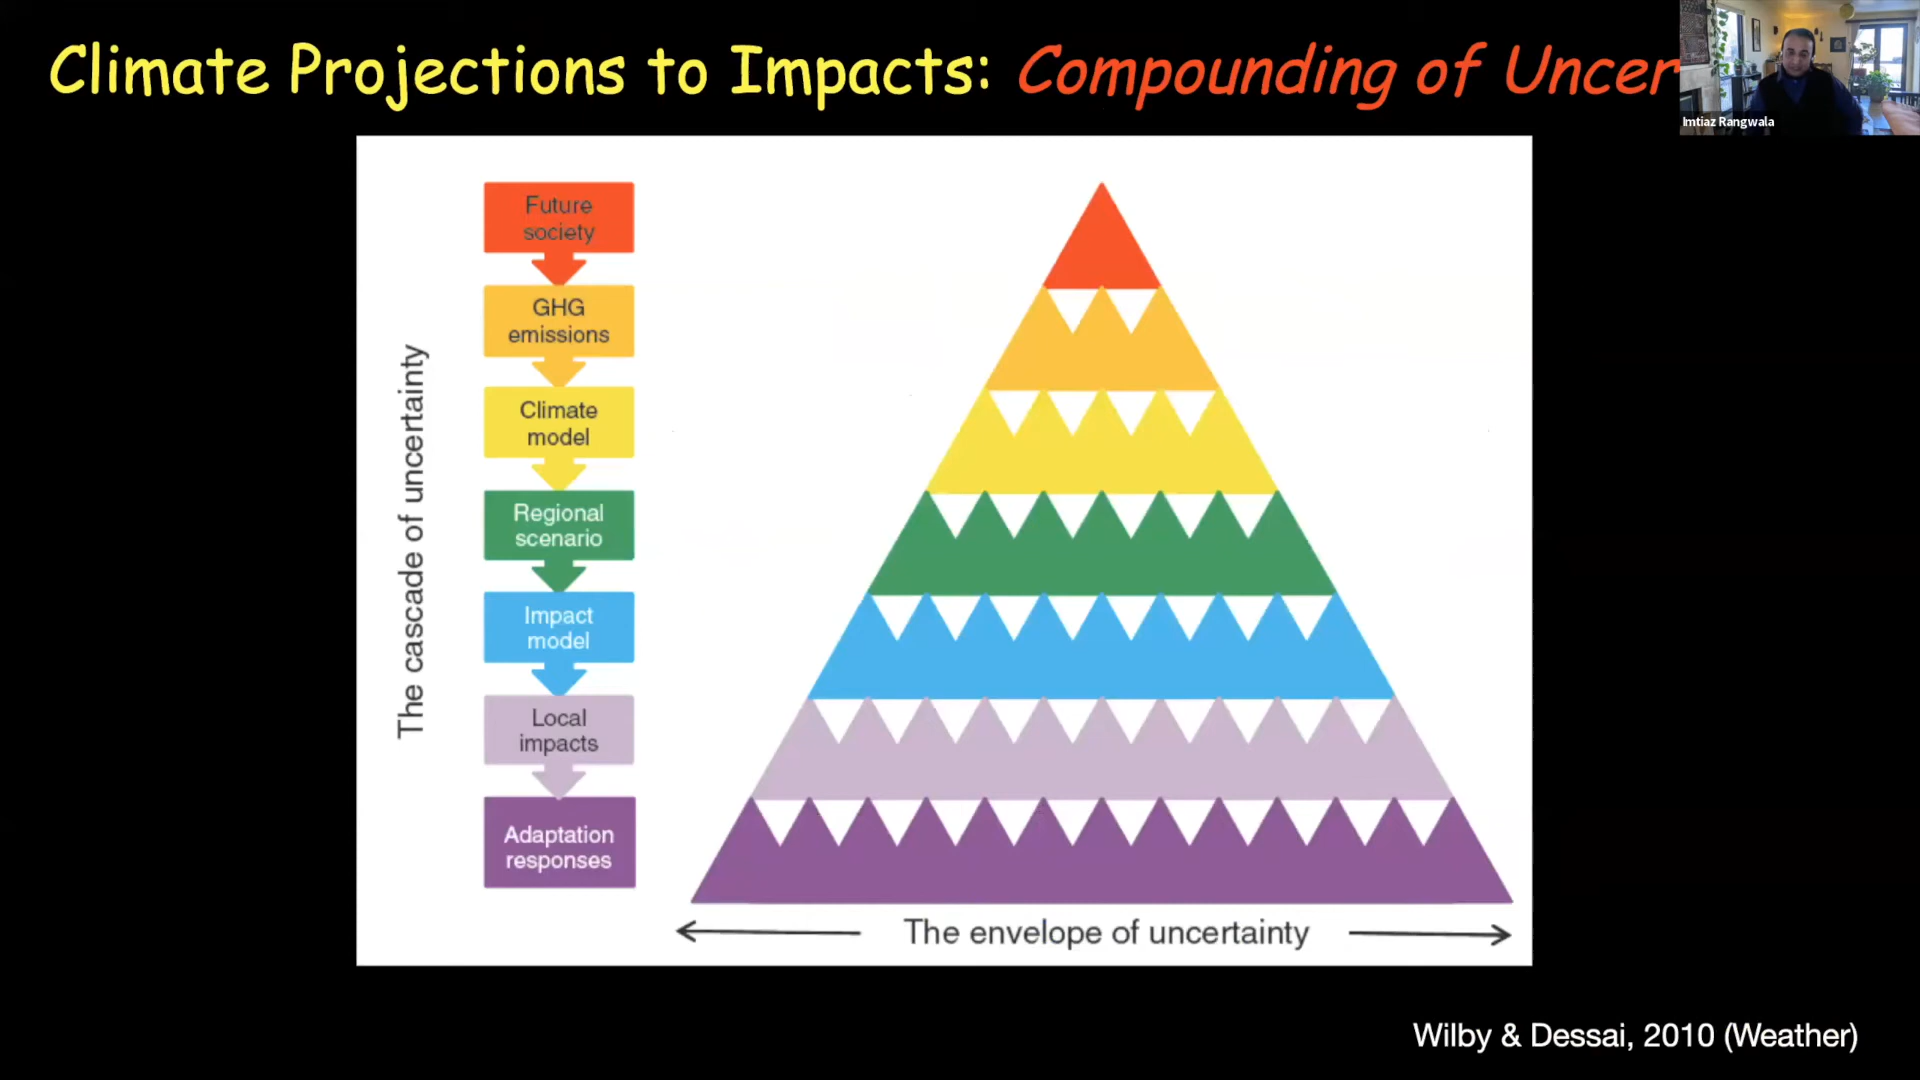 Climate Projections to Impacts: Compounding of Uncer
Imtiaz Rangwala
The cascade of uncertainty
Future
society
GHG
emissions
Climate
model
Regional
scenario
Impact
model
Local
impacts
Adaptation
responses
The envelope of uncertainty
Wilby & Dessai, 2010 (Weather)